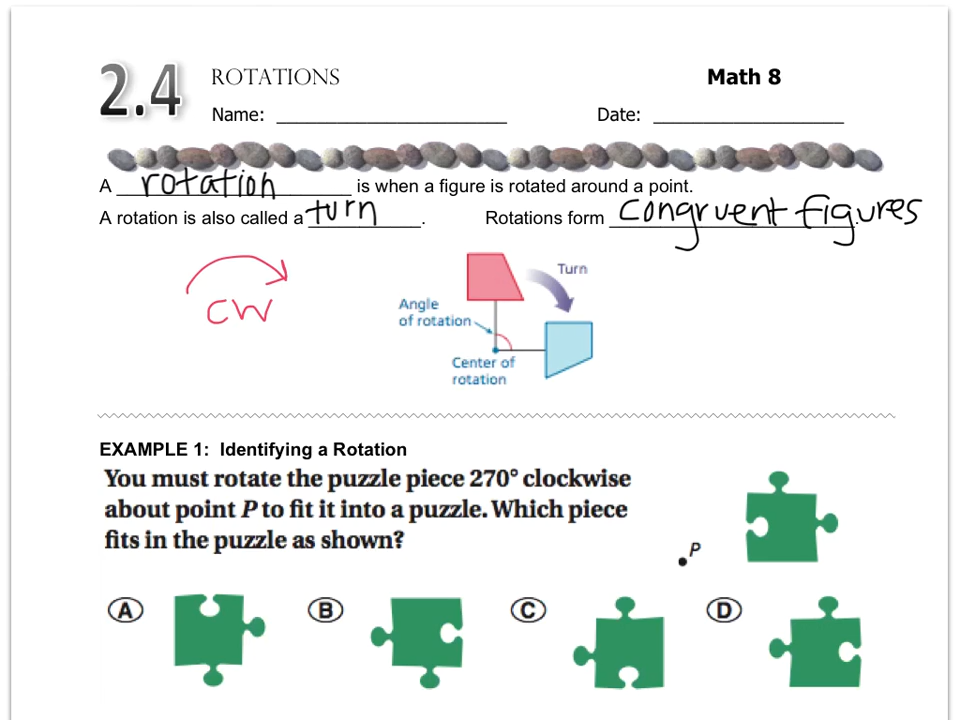 2.4 ROTATIONS Math 8
Name: ______________________ Date: __________________
A rotation is when a figure is rotated around a point.
A rotation is also called a turn. Rotations form congruent figures.
CW
Turn
Angle
of rotation
Center of
rotation
EXAMPLE 1: Identifying a Rotation
You must rotate the puzzle piece 270° clockwise
about point P to fit it into a puzzle. Which piece
fits in the puzzle as shown?
P
A B C D